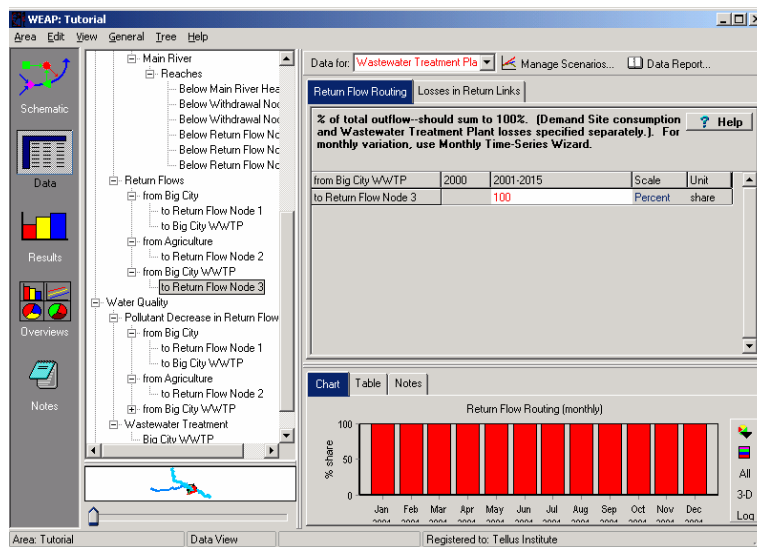 WEAP: Tutorial
Area Edit View General Tree Help
Schematic
Data
Results
Overviews
Notes
Main River
Reaches
Below Main River Hea
Below Withdrawal Noc
Below Withdrawal Noc
Below Return Flow No
Below Return Flow No
Below Return Flow Nc
Return Flows
from Big City
to Return Flow Node 1
to Big City WWTP
from Agriculture
to Return Flow Node 2
from Big City WWTP
to Return Flow Node 3
Water Quality
Pollutant Decrease in Return Flow
from Big City
to Return Flow Node 1
to Big City WWTP
from Agriculture
to Return Flow Node 2
from Big City WWTP
Wastewater Treatment
Big City WWTP
Data for: Wastewater Treatment Pla Manage Scenarios... Data Report...
Return Flow Routing Losses in Return Links
% of total outflow--should sum to 100%. (Demand Site consumption
and Wastewater Treatment Plant losses specified separately.). For
monthly variation, use Monthly Time-Series Wizard.
? Help
from Big City WWTP 2000 2001-2015 Scale Unit
to Return Flow Node 3 100 Percent share
Chart Table Notes
Return Flow Routing (monthly)
% share
100
50
0
Jan Feb Mar Apr May Jun Jul Aug Sep Oct Nov Dec
All
3-D
Log
Area: Tutorial Data View Registered to: Tellus Institute